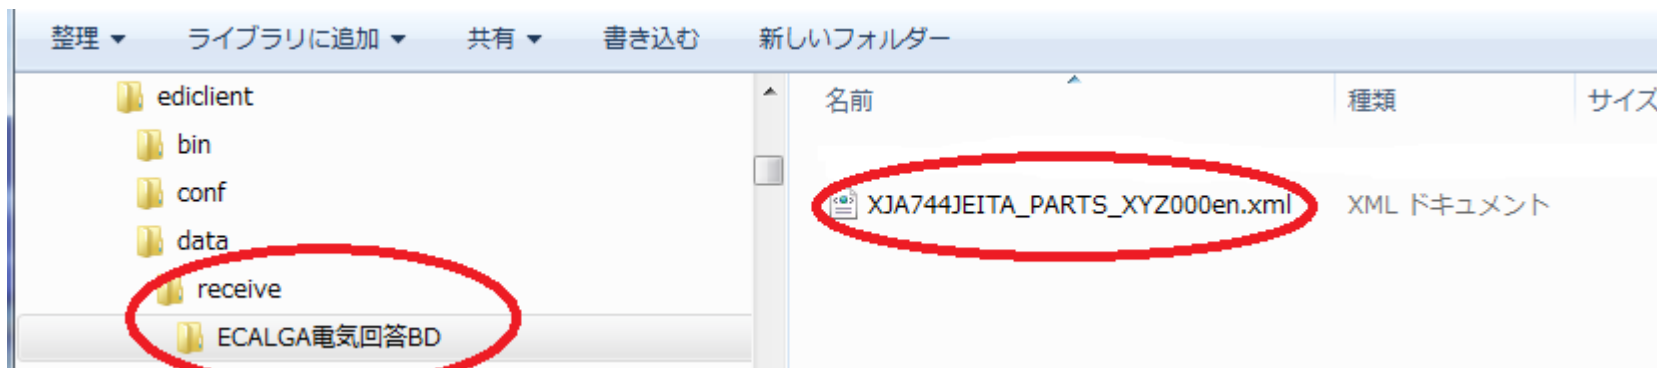 整理 ライブラリに追加 共有 書き込む 新しいフォルダー
ediclient
bin
conf
data
receive
ECALGA電気回答BD
名前 種類 サイズ
XJA744JEITA_PARTS_XYZ000en.xml XML ドキュメント